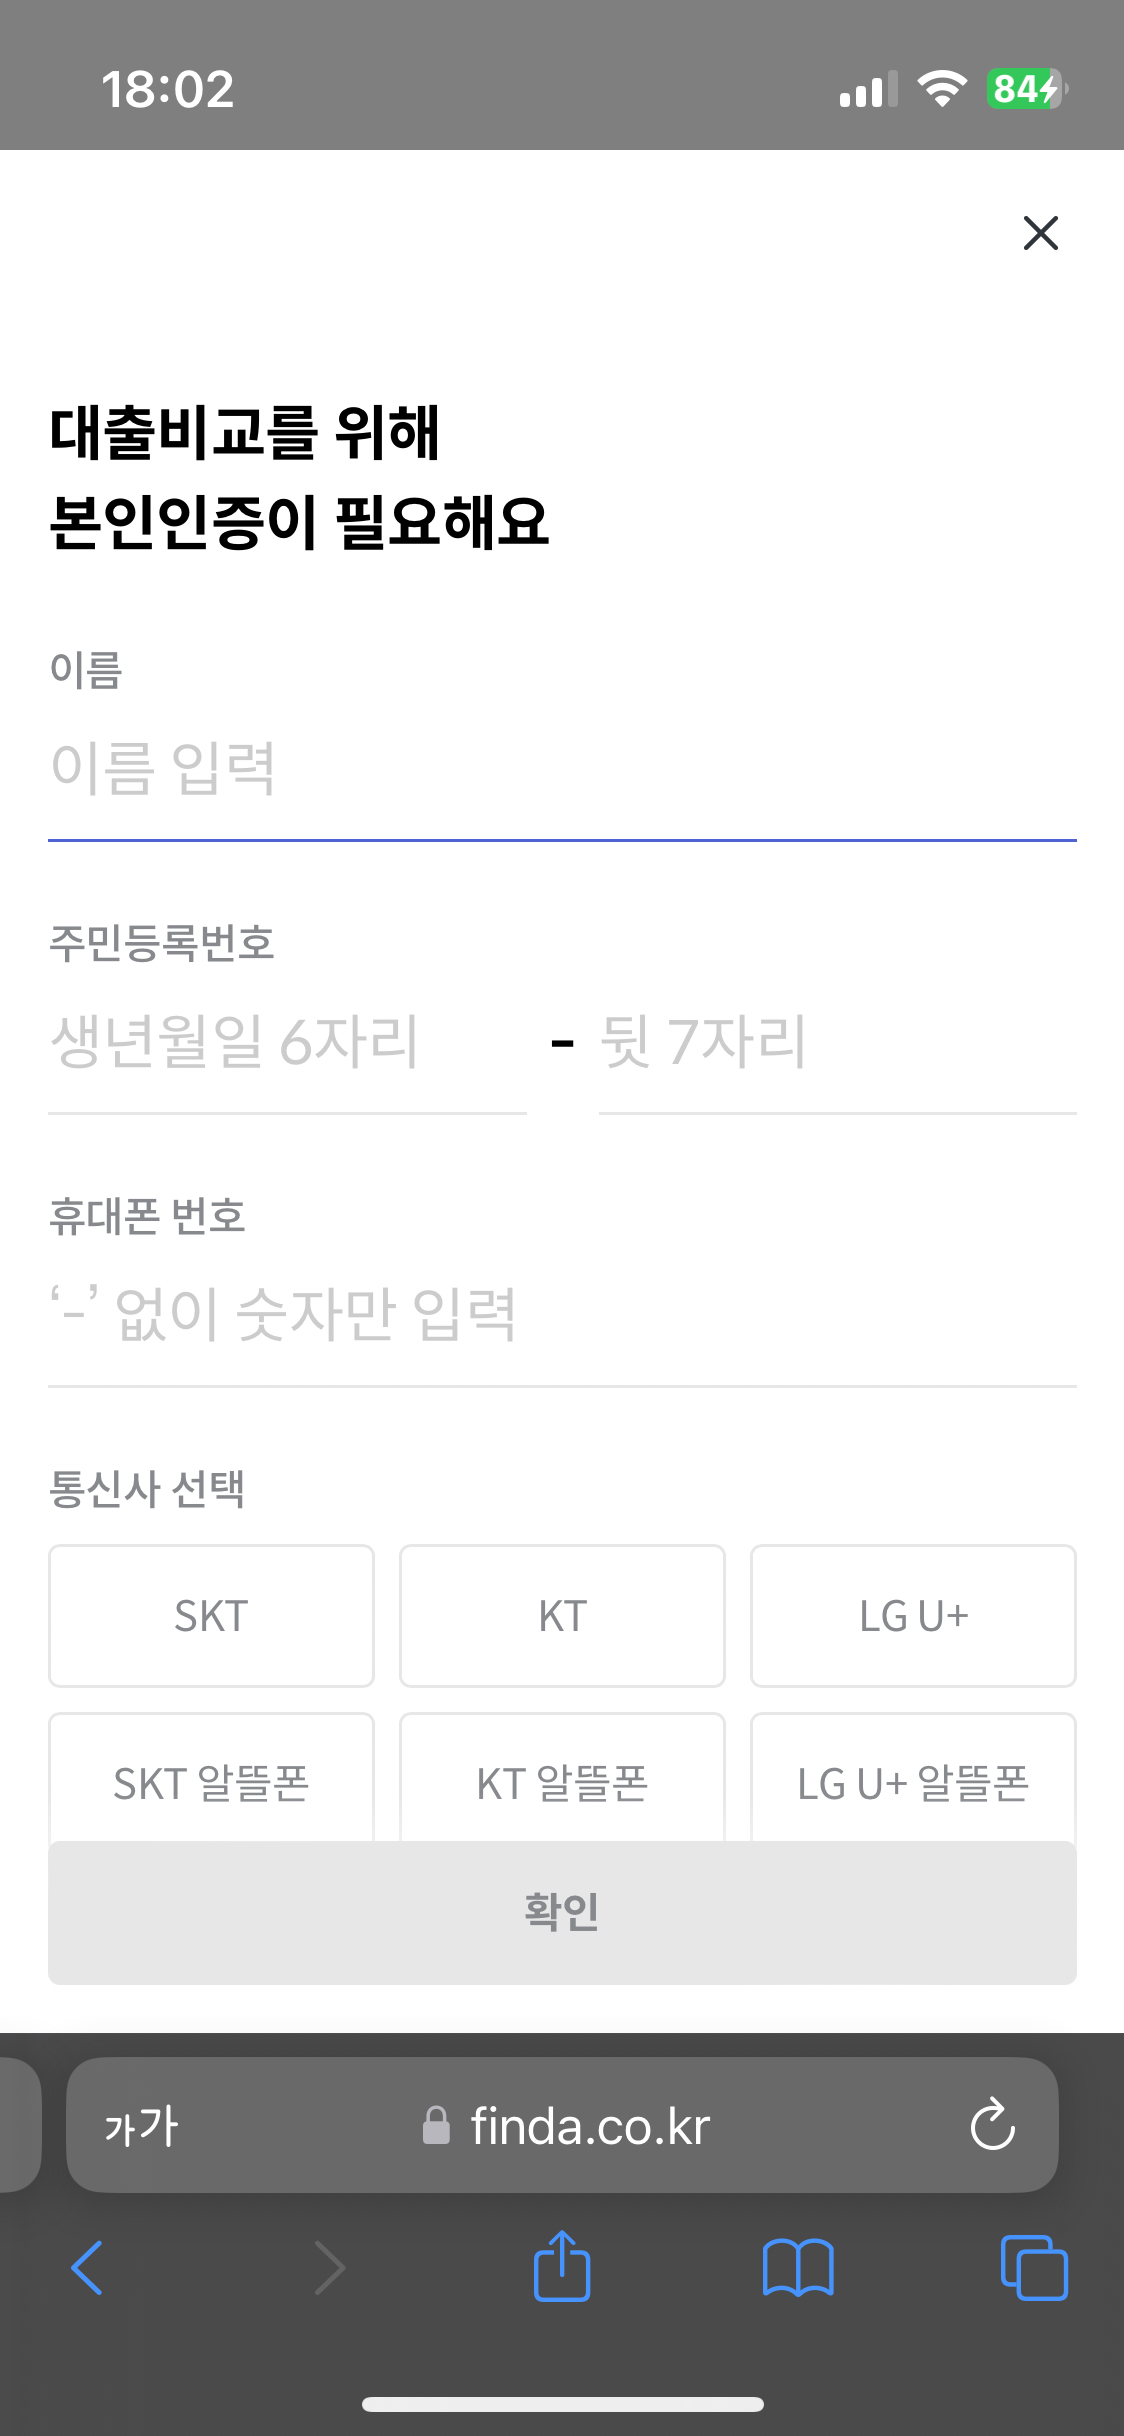 18:02
84
대출비교를 위해
본인인증이 필요해요
이름
이름 입력
주민등록번호
생년월일 6자리 - 뒷 7자리
휴대폰 번호
‘-’ 없이 숫자만 입력
통신사 선택
SKT KT LG U+
SKT 알뜰폰 KT 알뜰폰 LG U+ 알뜰폰
확인
가가 finda.co.kr